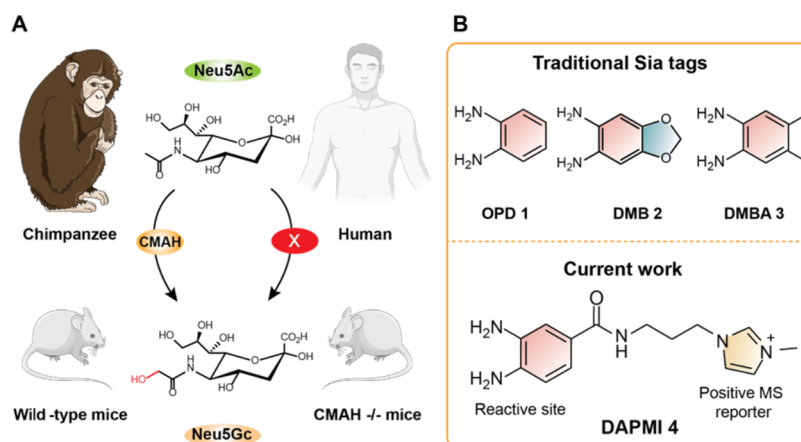 A
Neu5Ac
OH
OH
HO
CO₂H
OH
O
N
H
O
HO
Chimpanzee
CMAH
X
Human
OH
OH
HO
CO₂H
OH
O
HO
N
H
O
HO
Wild -type mice
CMAH -/- mice
Neu5Gc
B
Traditional Sia tags
H₂N
H₂N
OPD 1
H₂N
H₂N
O
O
DMB 2
H₂N
H₂N
DMBA 3
Current work
H₂N
H₂N
O
N
H
N
N
+
Reactive site
Positive MS
reporter
DAPMI 4